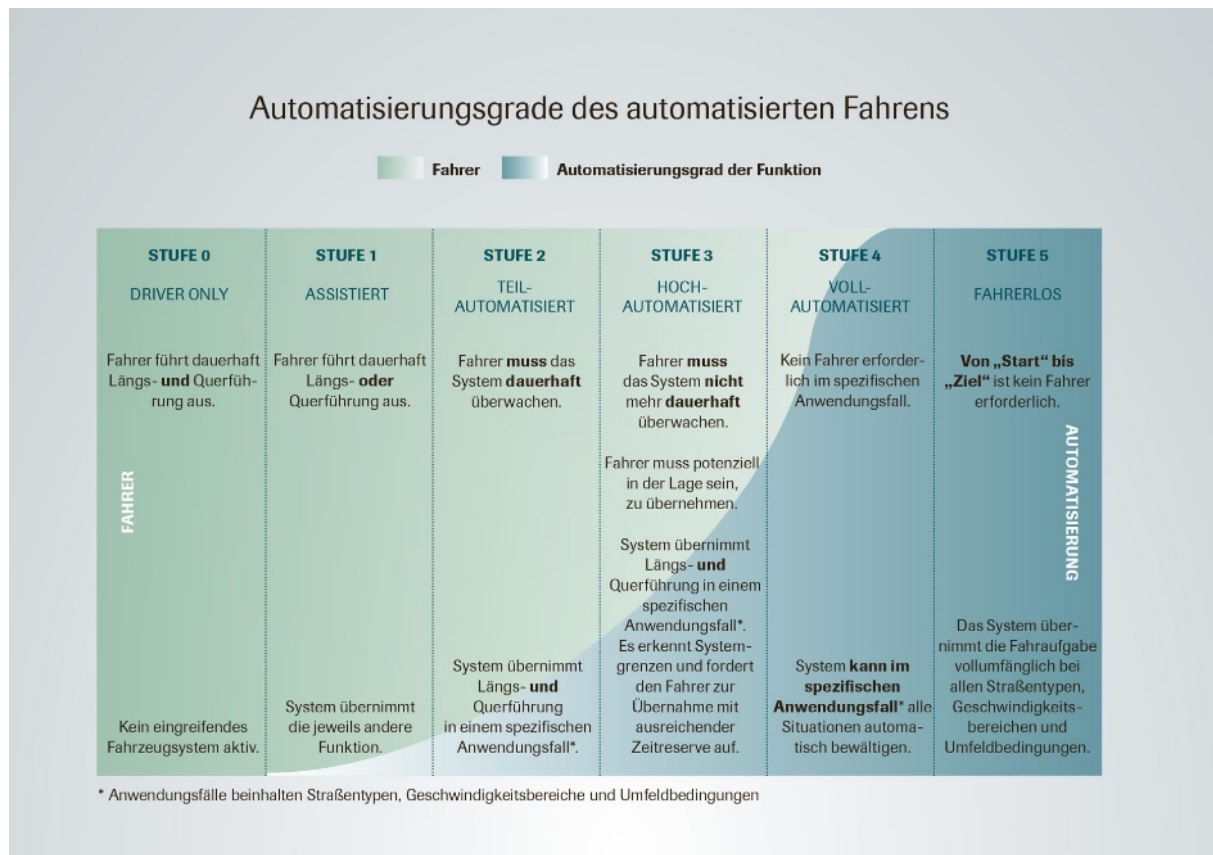 Automatisierungsgrade des automatisierten Fahrens
Fahrer
Automatisierungsgrad der Funktion
STUFE 0
DRIVER ONLY
Fahrer führt dauerhaft
Längs- und Querfüh-
rung aus.
FAHRER
Kein eingreifendes
Fahrzeugsystem aktiv.
STUFE 1
ASSISTIERT
Fahrer führt dauerhaft
Längs- oder
Querführung aus.
System übernimmt
die jeweils andere
Funktion.
STUFE 2
TEIL-
AUTOMATISIERT
Fahrer muss das
System dauerhaft
überwachen.
System übernimmt
Längs- und
Querführung
in einem spezifischen
Anwendungsfall*.
STUFE 3
HOCH-
AUTOMATISIERT
Fahrer muss
das System nicht
mehr dauerhaft
überwachen.
Fahrer muss potenziell
in der Lage sein,
zu übernehmen.
System übernimmt
Längs- und
Querführung in einem
spezifischen
Anwendungsfall*.
Es erkennt System-
grenzen und fordert
den Fahrer zur
Übernahme mit
ausreichender
Zeitreserve auf.
STUFE 4
VOLL-
AUTOMATISIERT
Kein Fahrer erforder-
lich im spezifischen
Anwendungsfall.
System kann im
spezifischen
Anwendungsfall* alle
Situationen automa-
tisch bewältigen.
STUFE 5
FAHRERLOS
Von „Start“ bis
„Ziel“ ist kein Fahrer
erforderlich.
AUTOMATISIERUNG
Das System über-
nimmt die Fahraufgabe
vollumfänglich bei
allen Straßentypen,
Geschwindigkeits-
bereichen und
Umfeldbedingungen.
* Anwendungsfälle beinhalten Straßentypen, Geschwindigkeitsbereiche und Umfeldbedingungen